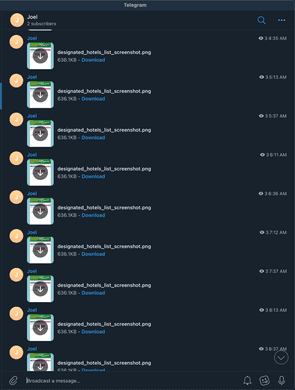 Telegram
Joel
2 subscribers
Joel
3 4:35 AM
designated_hotels_list_screenshot.png
636.1KB - Download
Joel
3 5:13 AM
designated_hotels_list_screenshot.png
636.1KB - Download
Joel
3 5:37 AM
designated_hotels_list_screenshot.png
636.1KB - Download
Joel
3 6:11 AM
designated_hotels_list_screenshot.png
636.1KB - Download
Joel
3 6:36 AM
designated_hotels_list_screenshot.png
636.1KB - Download
Joel
3 7:12 AM
designated_hotels_list_screenshot.png
636.1KB - Download
Joel
3 7:37 AM
designated_hotels_list_screenshot.png
636.1KB - Download
Joel
3 8:13 AM
designated_hotels_list_screenshot.png
636.1KB - Download
Joel
3 8:37 AM
designated_hotels_list_screenshot.png
636.1KB - Download
Broadcast a message...